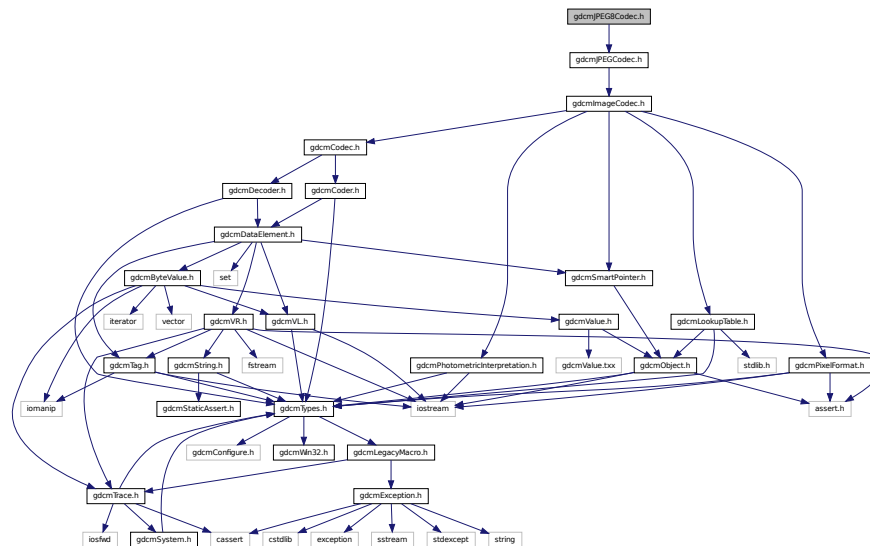 gdcmJPEG8Codec.h
gdcmJPEGCodec.h
gdcmImageCodec.h
gdcmCodec.h
gdcmDecoder.h
gdcmCoder.h
gdcmDataElement.h
gdcmByteValue.h
set
gdcmSmartPointer.h
iterator
vector
gdcmVR.h
gdcmVL.h
gdcmValue.h
gdcmLookupTable.h
gdcmTag.h
gdcmString.h
fstream
gdcmPhotometricInterpretation.h
gdcmValue.txx
gdcmObject.h
stdlib.h
gdcmPixelFormat.h
iomanip
gdcmStaticAssert.h
gdcmTypes.h
iostream
assert.h
gdcmConfigure.h
gdcmWin32.h
gdcmLegacyMacro.h
gdcmTrace.h
gdcmException.h
iosfwd
gdcmSystem.h
cassert
cstdlib
exception
sstream
stdexcept
string